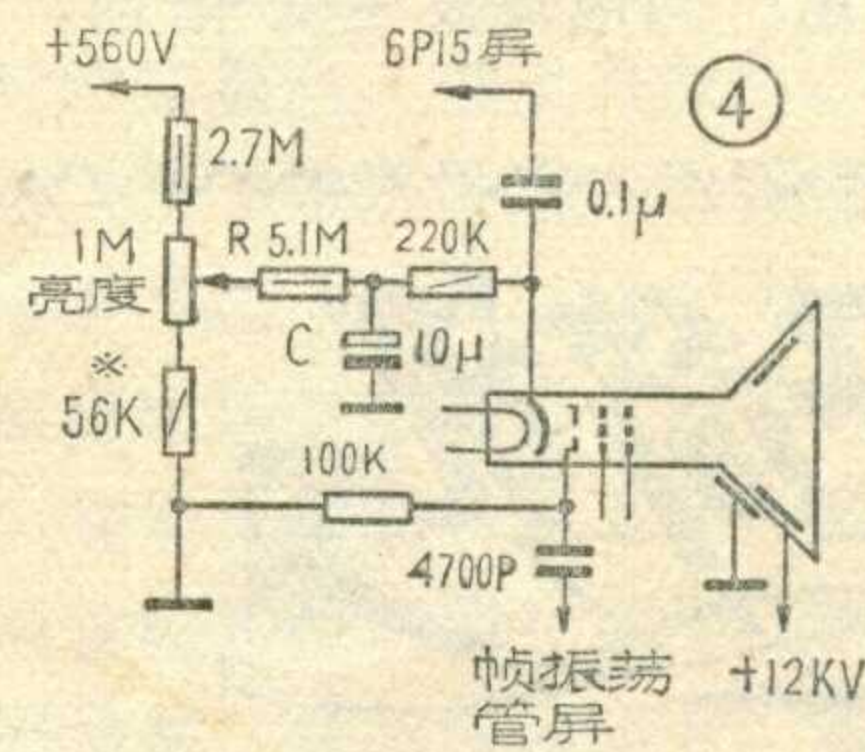 +560V
6P15屏
④
2.7M
0.1μ
1M
亮度
R 5.1M
220K
C
10μ
※
56K
100K
4700P
帧振荡
管屏
+12KV